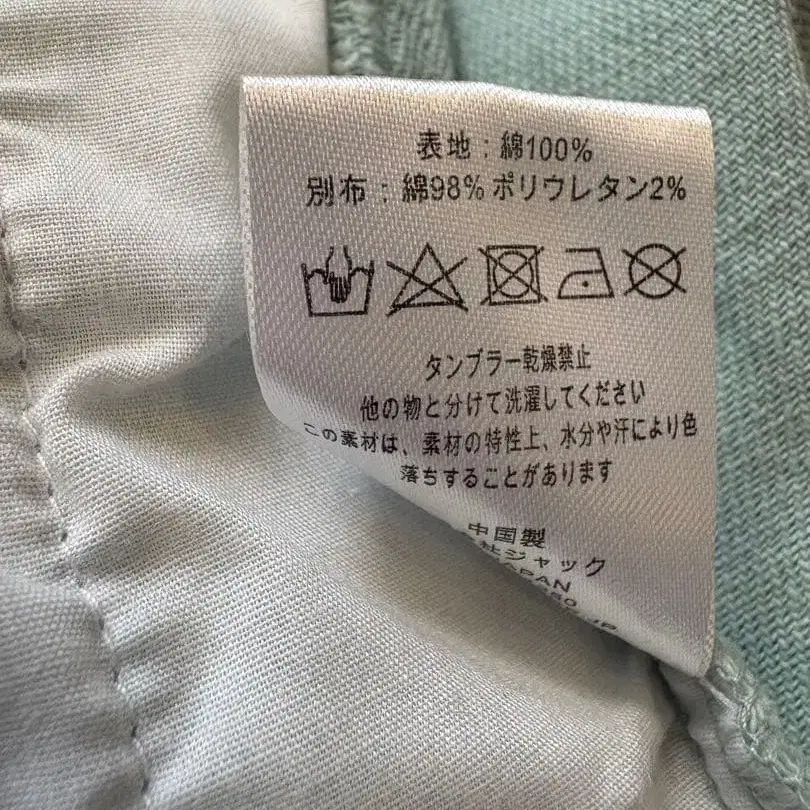 表地：綿100%
別布：綿98% ポリウレタン2%
タンブラー乾燥禁止
他の物と分けて洗濯してください
この素材は、素材の特性上、水分や汗により色
落ちすることがあります
中国製
社ジャック
JAPAN